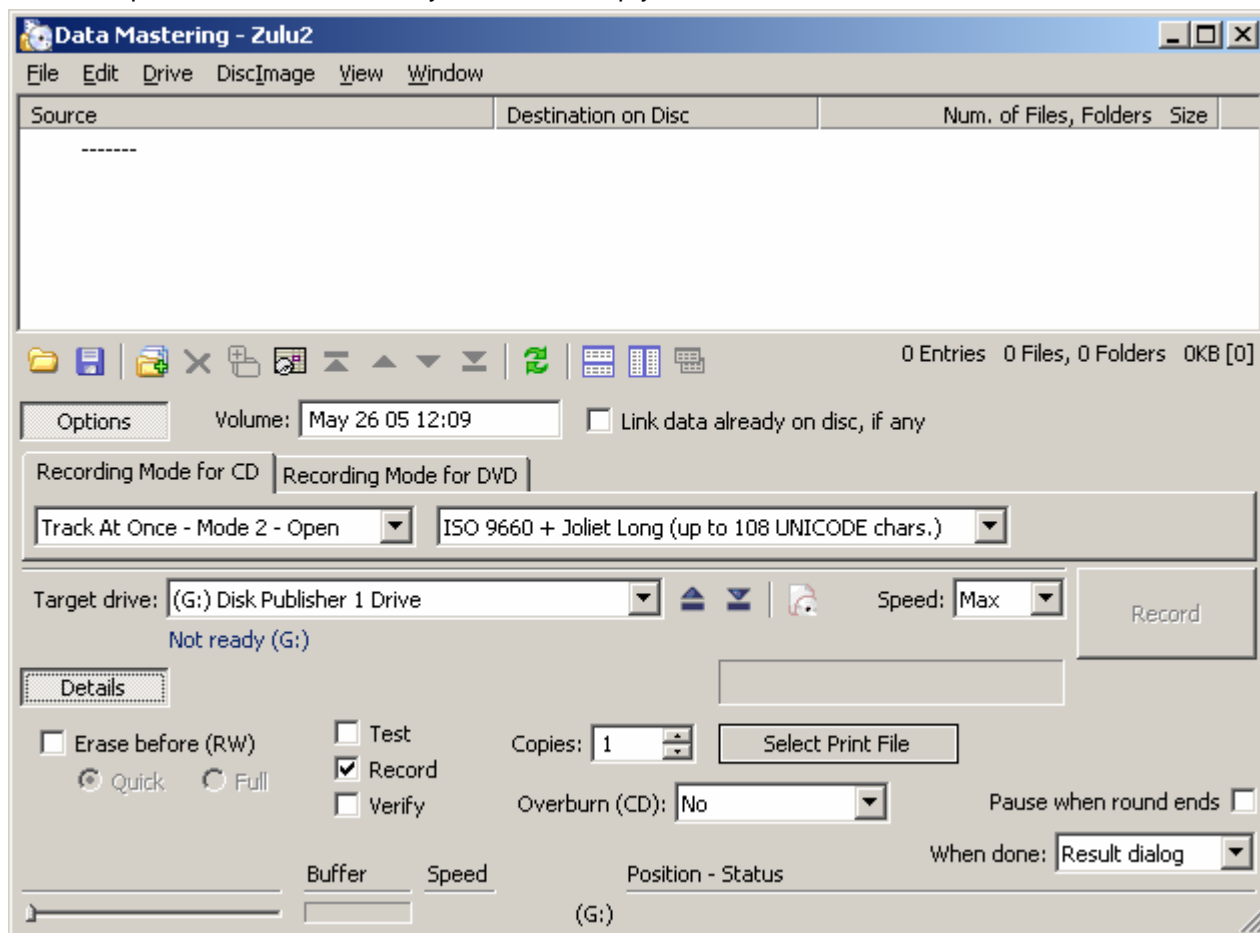 Data Mastering - Zulu2
File Edit Drive DiscImage View Window
Source Destination on Disc Num. of Files, Folders Size
-------
0 Entries 0 Files, 0 Folders 0KB [0]
Options Volume: May 26 05 12:09 Link data already on disc, if any
Recording Mode for CD Recording Mode for DVD
Track At Once - Mode 2 - Open ISO 9660 + Joliet Long (up to 108 UNICODE chars.)
Target drive: (G:) Disk Publisher 1 Drive Speed: Max Record
Not ready (G:)
Details
Erase before (RW) Test Copies: 1 Select Print File
Quick Full Record
Verify Overburn (CD): No Pause when round ends
When done: Result dialog
Buffer Speed Position - Status
(G:)